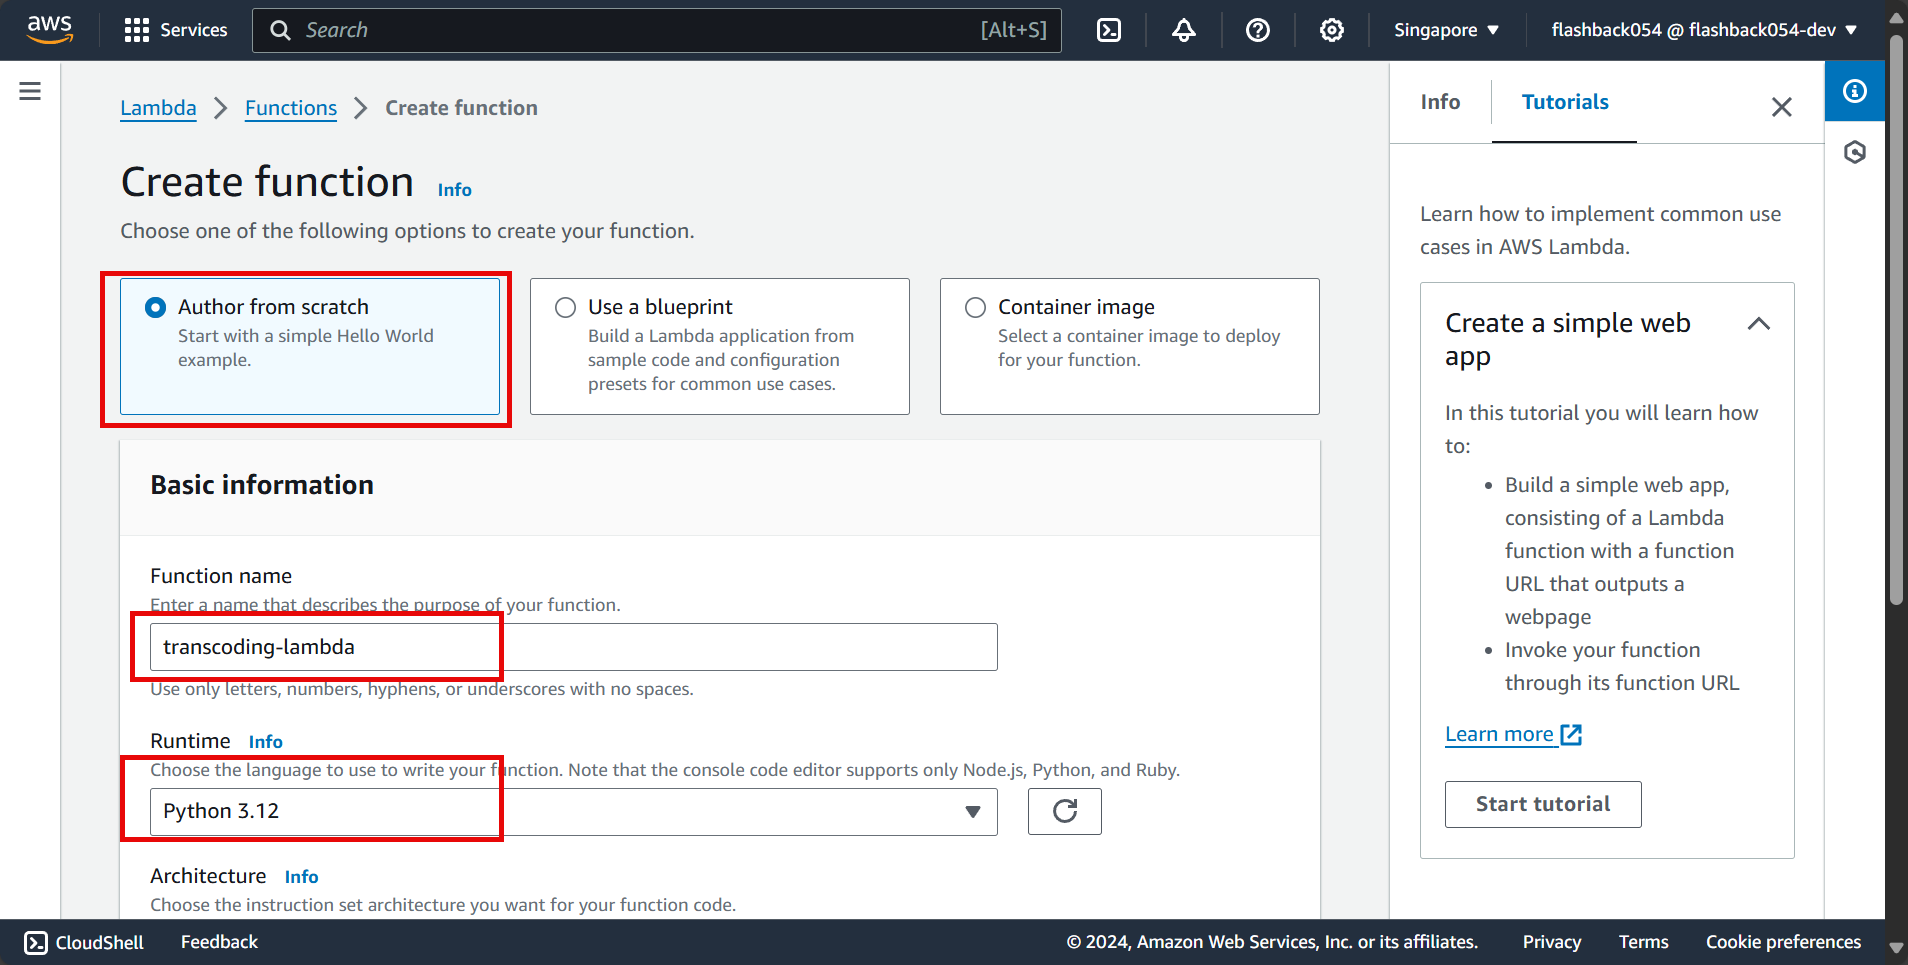 aws
Services
Search
[Alt+S]
Singapore
flashback054 @ flashback054-dev
Lambda
Functions
Create function
Create function
Info
Choose one of the following options to create your function.
Author from scratch
Start with a simple Hello World
example.
Use a blueprint
Build a Lambda application from
sample code and configuration
presets for common use cases.
Container image
Select a container image to deploy
for your function.
Basic information
Function name
Enter a name that describes the purpose of your function.
transcoding-lambda
Use only letters, numbers, hyphens, or underscores with no spaces.
Runtime
Info
Choose the language to use to write your function. Note that the console code editor supports only Node.js, Python, and Ruby.
Python 3.12
Architecture
Info
Choose the instruction set architecture you want for your function code.
Info
Tutorials
Learn how to implement common use
cases in AWS Lambda.
Create a simple web
app
In this tutorial you will learn how
to:
• Build a simple web app,
consisting of a Lambda
function with a function
URL that outputs a
webpage
• Invoke your function
through its function URL
Learn more
Start tutorial
CloudShell
Feedback
© 2024, Amazon Web Services, Inc. or its affiliates.
Privacy
Terms
Cookie preferences